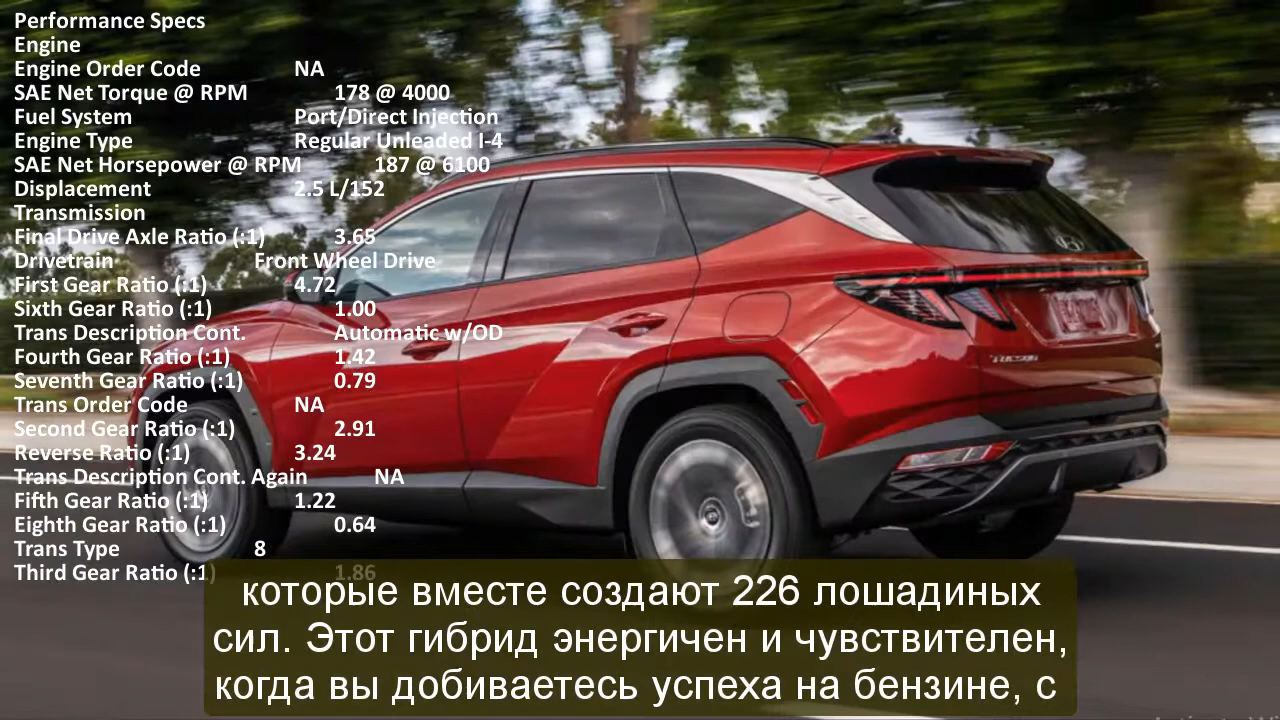 Performance Specs
Engine
Engine Order Code NA
SAE Net Torque @ RPM 178 @ 4000
Fuel System Port/Direct Injection
Engine Type Regular Unleaded I-4
SAE Net Horsepower @ RPM 187 @ 6100
Displacement 2.5 L/152
Transmission
Final Drive Axle Ratio (:1) 3.65
Drivetrain Front Wheel Drive
First Gear Ratio (:1) 4.72
Sixth Gear Ratio (:1) 1.00
Trans Description Cont. Automatic w/OD
Fourth Gear Ratio (:1) 1.42
Seventh Gear Ratio (:1) 0.79
Trans Order Code NA
Second Gear Ratio (:1) 2.91
Reverse Ratio (:1) 3.24
Trans Description Cont. Again NA
Fifth Gear Ratio (:1) 1.22
Eighth Gear Ratio (:1) 0.64
Trans Type 8
Third Gear Ratio (:1) 1.86
TUCSON
которые вместе создают 226 лошадиных
сил. Этот гибрид энергичен и чувствителен,
когда вы добиваетесь успеха на бензине, с